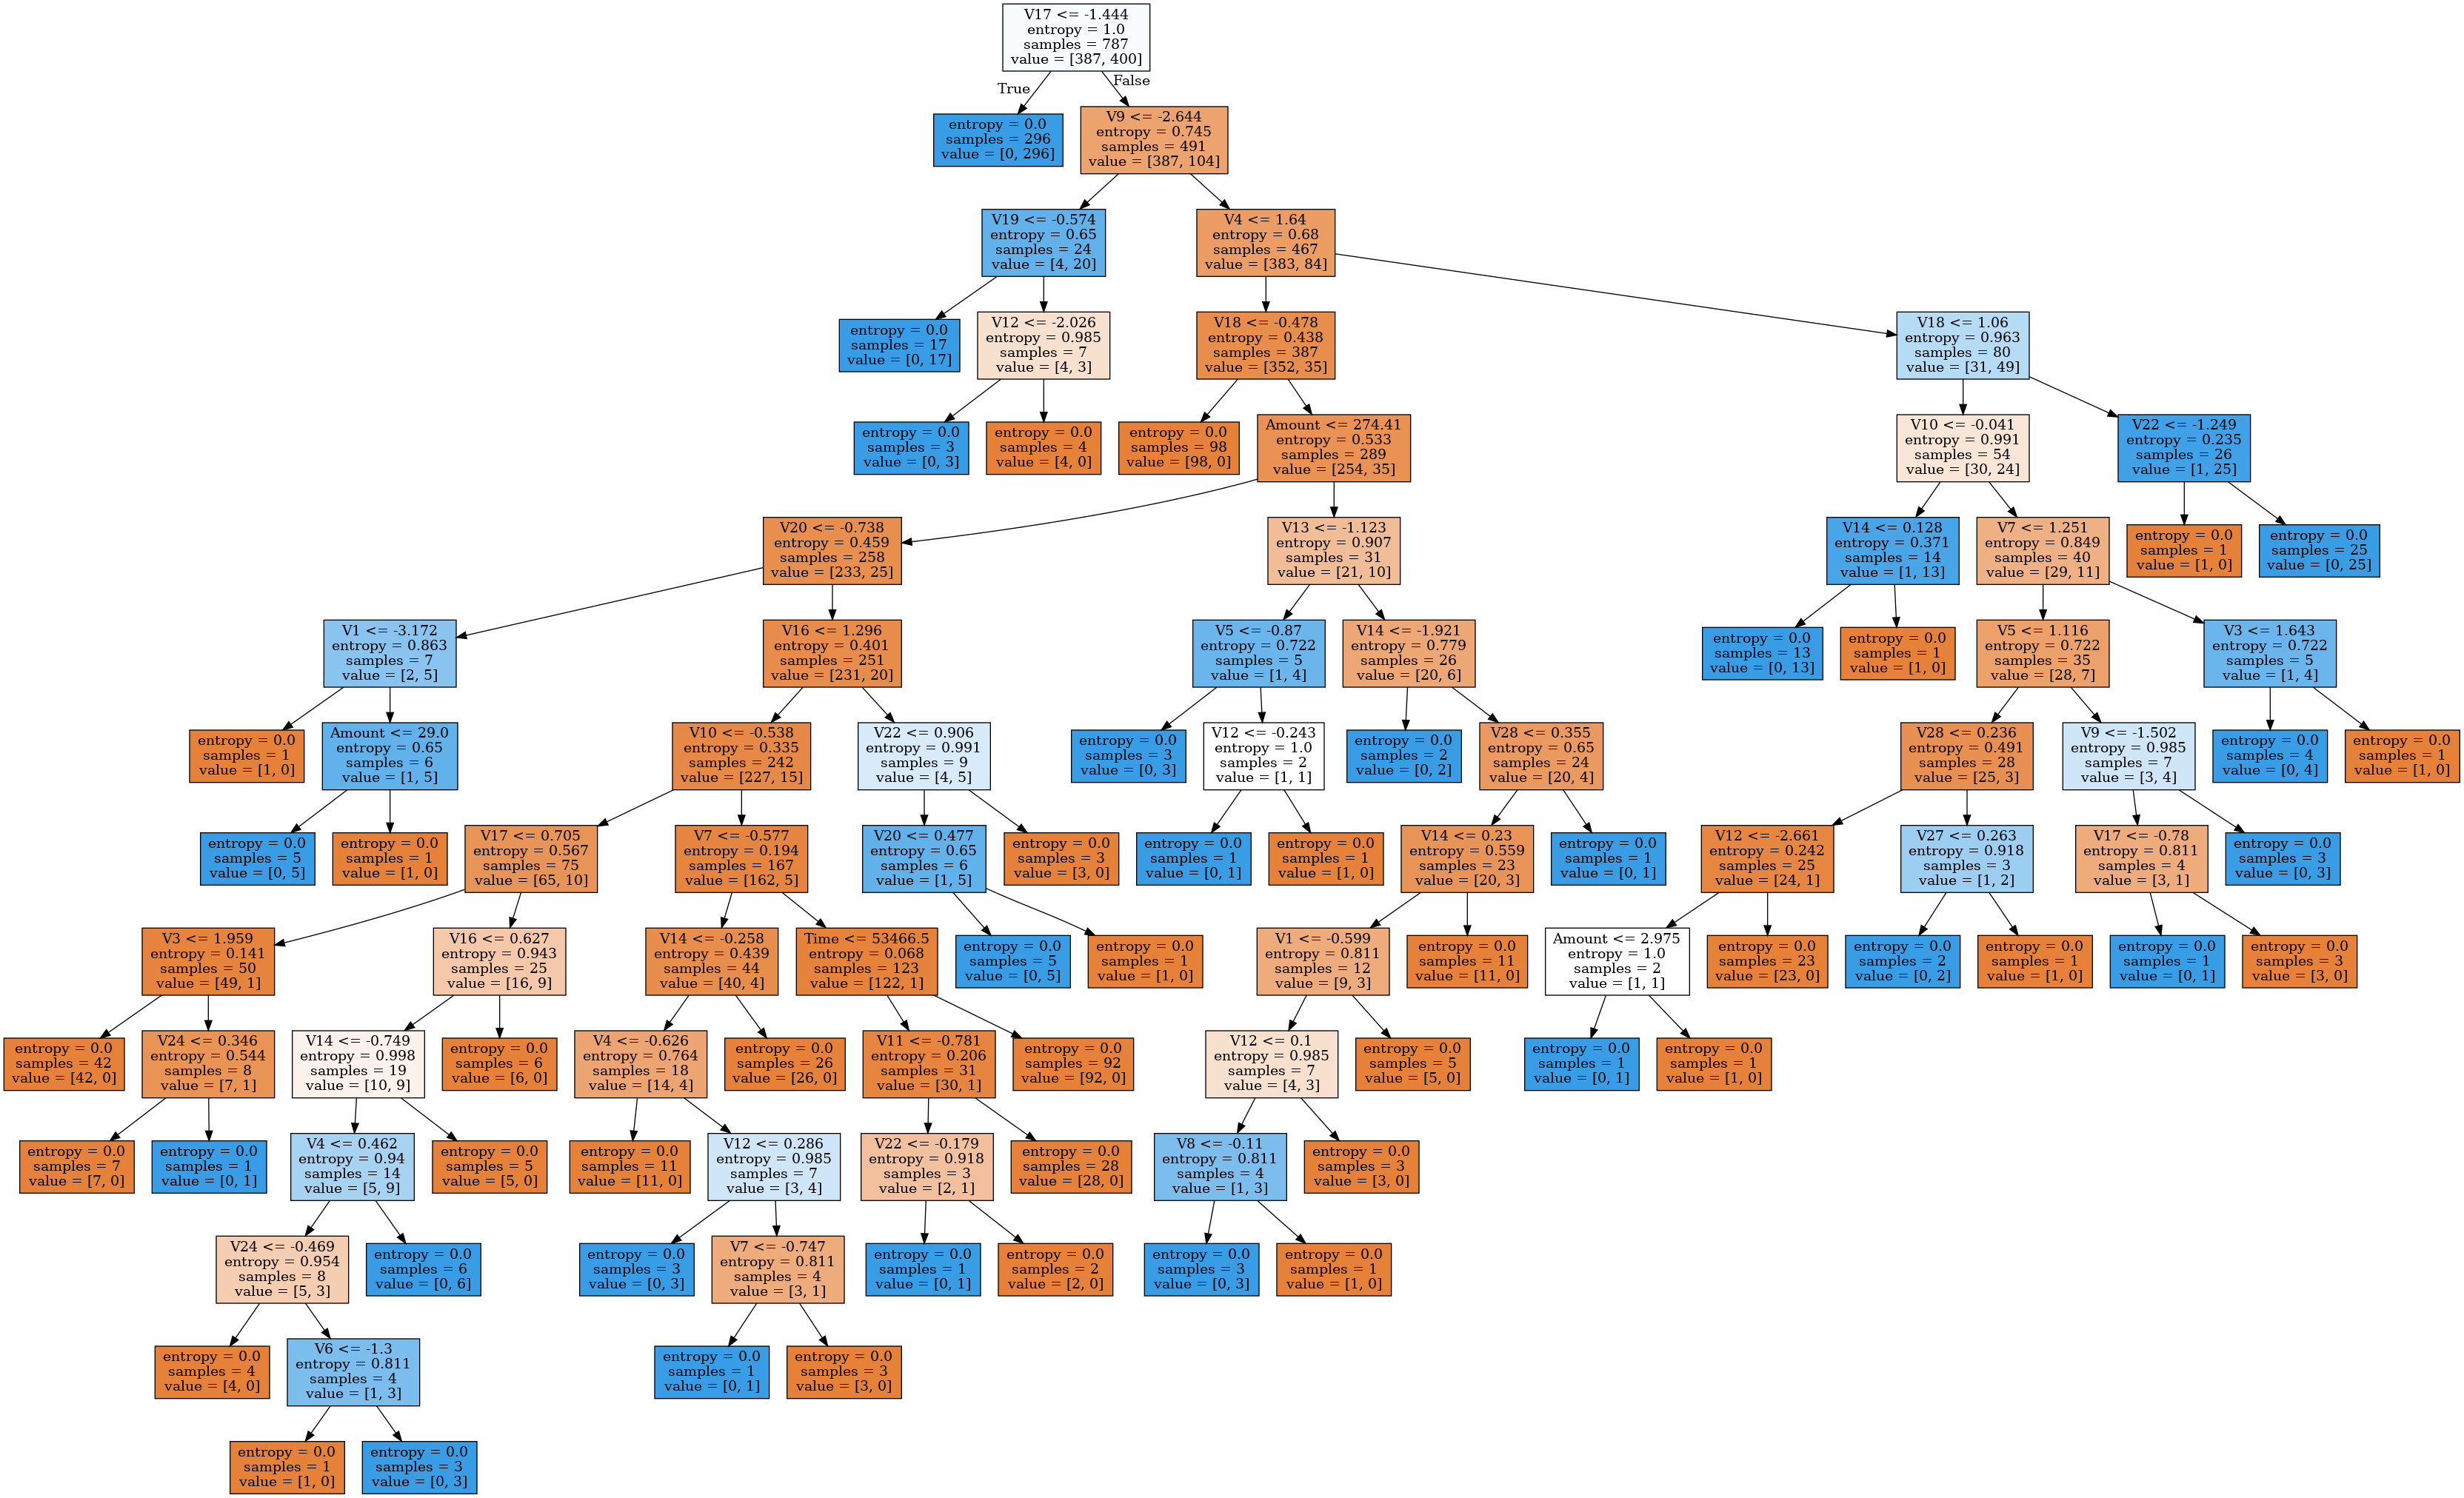 V17 <= -1.444
entropy = 1.0
samples = 787
value = [387, 400]
True
False
entropy = 0.0
samples = 296
value = [0, 296]
V9 <= -2.644
entropy = 0.745
samples = 491
value = [387, 104]
V19 <= -0.574
entropy = 0.65
samples = 24
value = [4, 20]
V4 <= 1.64
entropy = 0.68
samples = 467
value = [383, 84]
entropy = 0.0
samples = 17
value = [0, 17]
V12 <= -2.026
entropy = 0.985
samples = 7
value = [4, 3]
V18 <= -0.478
entropy = 0.438
samples = 387
value = [352, 35]
V18 <= 1.06
entropy = 0.963
samples = 80
value = [31, 49]
entropy = 0.0
samples = 3
value = [0, 3]
entropy = 0.0
samples = 4
value = [4, 0]
entropy = 0.0
samples = 98
value = [98, 0]
Amount <= 274.41
entropy = 0.533
samples = 289
value = [254, 35]
V10 <= -0.041
entropy = 0.991
samples = 54
value = [30, 24]
V22 <= -1.249
entropy = 0.235
samples = 26
value = [1, 25]
V20 <= -0.738
entropy = 0.459
samples = 258
value = [233, 25]
V13 <= -1.123
entropy = 0.907
samples = 31
value = [21, 10]
V14 <= 0.128
entropy = 0.371
samples = 14
value = [1, 13]
V7 <= 1.251
entropy = 0.849
samples = 40
value = [29, 11]
entropy = 0.0
samples = 1
value = [1, 0]
entropy = 0.0
samples = 25
value = [0, 25]
V1 <= -3.172
entropy = 0.863
samples = 7
value = [2, 5]
V16 <= 1.296
entropy = 0.401
samples = 251
value = [231, 20]
V5 <= -0.87
entropy = 0.722
samples = 5
value = [1, 4]
V14 <= -1.921
entropy = 0.779
samples = 26
value = [20, 6]
entropy = 0.0
samples = 13
value = [0, 13]
entropy = 0.0
samples = 1
value = [1, 0]
V5 <= 1.116
entropy = 0.722
samples = 35
value = [28, 7]
V3 <= 1.643
entropy = 0.722
samples = 5
value = [1, 4]
entropy = 0.0
samples = 1
value = [1, 0]
Amount <= 29.0
entropy = 0.65
samples = 6
value = [1, 5]
V10 <= -0.538
entropy = 0.335
samples = 242
value = [227, 15]
V22 <= 0.906
entropy = 0.991
samples = 9
value = [4, 5]
entropy = 0.0
samples = 3
value = [0, 3]
V12 <= -0.243
entropy = 1.0
samples = 2
value = [1, 1]
entropy = 0.0
samples = 2
value = [0, 2]
V28 <= 0.355
entropy = 0.65
samples = 24
value = [20, 4]
V28 <= 0.236
entropy = 0.491
samples = 28
value = [25, 3]
V9 <= -1.502
entropy = 0.985
samples = 7
value = [3, 4]
entropy = 0.0
samples = 4
value = [0, 4]
entropy = 0.0
samples = 1
value = [1, 0]
entropy = 0.0
samples = 5
value = [0, 5]
entropy = 0.0
samples = 1
value = [1, 0]
V17 <= 0.705
entropy = 0.567
samples = 75
value = [65, 10]
V7 <= -0.577
entropy = 0.194
samples = 167
value = [162, 5]
V20 <= 0.477
entropy = 0.65
samples = 6
value = [1, 5]
entropy = 0.0
samples = 3
value = [3, 0]
entropy = 0.0
samples = 1
value = [0, 1]
entropy = 0.0
samples = 1
value = [1, 0]
V14 <= 0.23
entropy = 0.559
samples = 23
value = [20, 3]
entropy = 0.0
samples = 1
value = [0, 1]
V12 <= -2.661
entropy = 0.242
samples = 25
value = [24, 1]
V27 <= 0.263
entropy = 0.918
samples = 3
value = [1, 2]
V17 <= -0.78
entropy = 0.811
samples = 4
value = [3, 1]
entropy = 0.0
samples = 3
value = [0, 3]
V3 <= 1.959
entropy = 0.141
samples = 50
value = [49, 1]
V16 <= 0.627
entropy = 0.943
samples = 25
value = [16, 9]
V14 <= -0.258
entropy = 0.439
samples = 44
value = [40, 4]
Time <= 53466.5
entropy = 0.068
samples = 123
value = [122, 1]
entropy = 0.0
samples = 5
value = [0, 5]
entropy = 0.0
samples = 1
value = [1, 0]
V1 <= -0.599
entropy = 0.811
samples = 12
value = [9, 3]
entropy = 0.0
samples = 11
value = [11, 0]
Amount <= 2.975
entropy = 1.0
samples = 2
value = [1, 1]
entropy = 0.0
samples = 23
value = [23, 0]
entropy = 0.0
samples = 2
value = [0, 2]
entropy = 0.0
samples = 1
value = [1, 0]
entropy = 0.0
samples = 1
value = [0, 1]
entropy = 0.0
samples = 3
value = [3, 0]
entropy = 0.0
samples = 42
value = [42, 0]
V24 <= 0.346
entropy = 0.544
samples = 8
value = [7, 1]
V14 <= -0.749
entropy = 0.998
samples = 19
value = [10, 9]
entropy = 0.0
samples = 6
value = [6, 0]
V4 <= -0.626
entropy = 0.764
samples = 18
value = [14, 4]
entropy = 0.0
samples = 26
value = [26, 0]
V11 <= -0.781
entropy = 0.206
samples = 31
value = [30, 1]
entropy = 0.0
samples = 92
value = [92, 0]
V12 <= 0.1
entropy = 0.985
samples = 7
value = [4, 3]
entropy = 0.0
samples = 5
value = [5, 0]
entropy = 0.0
samples = 1
value = [0, 1]
entropy = 0.0
samples = 1
value = [1, 0]
entropy = 0.0
samples = 7
value = [7, 0]
entropy = 0.0
samples = 1
value = [0, 1]
V4 <= 0.462
entropy = 0.94
samples = 14
value = [5, 9]
entropy = 0.0
samples = 5
value = [5, 0]
entropy = 0.0
samples = 11
value = [11, 0]
V12 <= 0.286
entropy = 0.985
samples = 7
value = [3, 4]
V22 <= -0.179
entropy = 0.918
samples = 3
value = [2, 1]
entropy = 0.0
samples = 28
value = [28, 0]
V8 <= -0.11
entropy = 0.811
samples = 4
value = [1, 3]
entropy = 0.0
samples = 3
value = [3, 0]
V24 <= -0.469
entropy = 0.954
samples = 8
value = [5, 3]
entropy = 0.0
samples = 6
value = [0, 6]
entropy = 0.0
samples = 3
value = [0, 3]
V7 <= -0.747
entropy = 0.811
samples = 4
value = [3, 1]
entropy = 0.0
samples = 1
value = [0, 1]
entropy = 0.0
samples = 2
value = [2, 0]
entropy = 0.0
samples = 3
value = [0, 3]
entropy = 0.0
samples = 1
value = [1, 0]
entropy = 0.0
samples = 4
value = [4, 0]
V6 <= -1.3
entropy = 0.811
samples = 4
value = [1, 3]
entropy = 0.0
samples = 1
value = [0, 1]
entropy = 0.0
samples = 3
value = [3, 0]
entropy = 0.0
samples = 1
value = [1, 0]
entropy = 0.0
samples = 3
value = [0, 3]